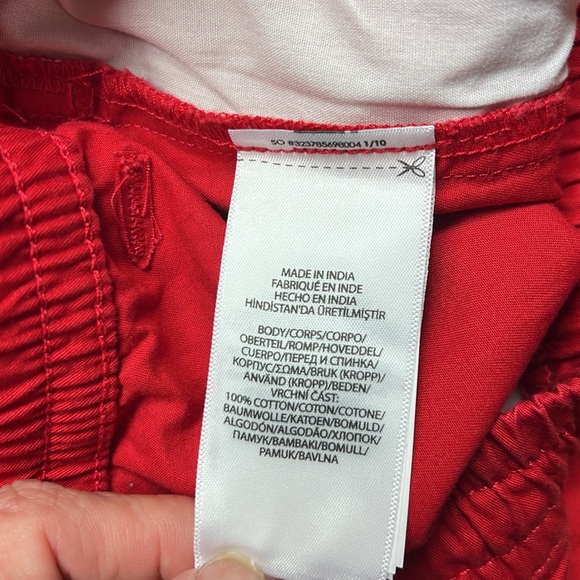 SO #323785698004 1/10
MADE IN INDIA
FABRIQUÉ EN INDE
HECHO EN INDIA
HİNDİSTAN'DA ÜRETİLMİŞTİR
BODY/CORPS/CORPO/
OBERTEIL/ROMP/HOVEDDEL/
CUERPO/ПЕРЕД И СПИНКА/
КОРПУС/ΣΩΜΑ/BRUK (KROPP)/
ANVÄND (KROPP)/BEDEN/
VRCHNÍ ČÁST:
100% COTTON/COTON/COTONE/
BAUMWOLLE/KATOEN/BOMULD/
ALGODÓN/ALGODÃO/ХЛОПОК/
ПАМУК/ΒΑΜΒΑΚΙ/BOMULL/
PAMUK/BAVLNA